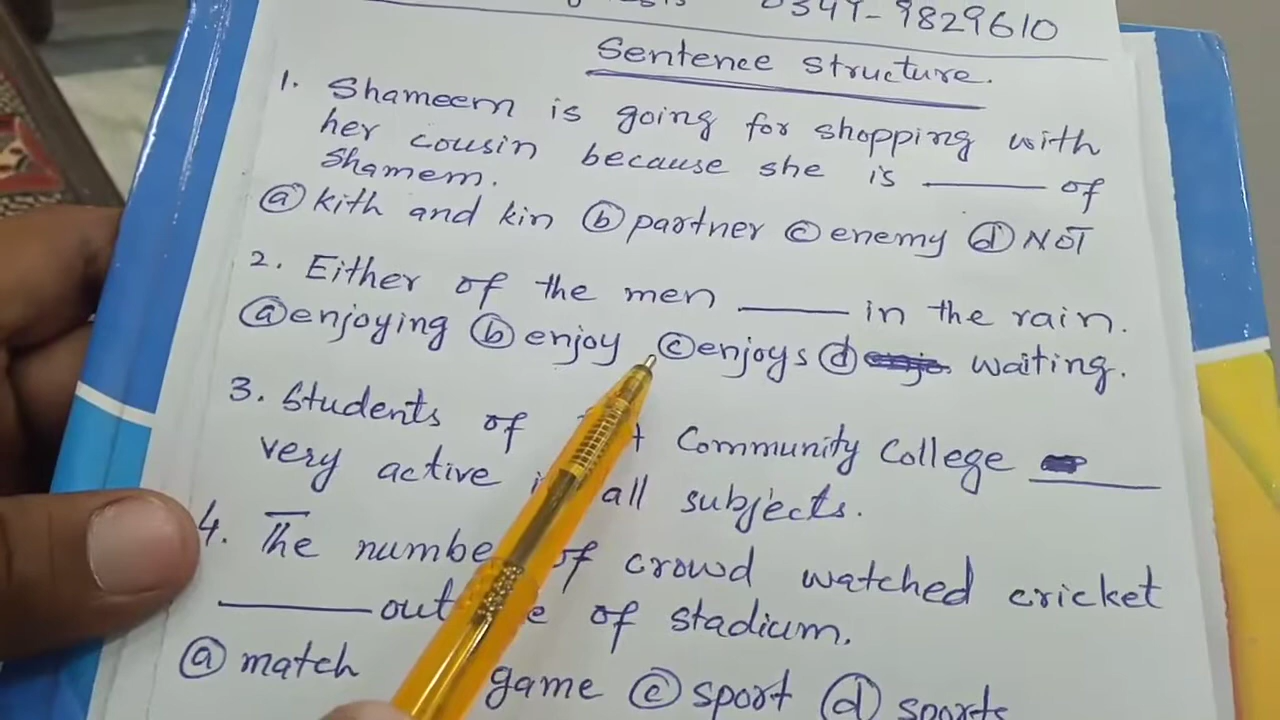 0349-9829610
Sentence Structure.
1. Shameem is going for shopping with
her cousin because she is ______ of
Shamem.
ⓐ kith and kin ⓑ partner ⓒ enemy ⓓ NOT
2. Either of the men ______ in the rain.
ⓐ enjoying ⓑ enjoy ⓒ enjoys ⓓ waiting.
3. Students of Community College ______
very active all subjects.
4. The number of crowd watched cricket
______ of stadium.
ⓐ match game ⓒ sport ⓓ sports